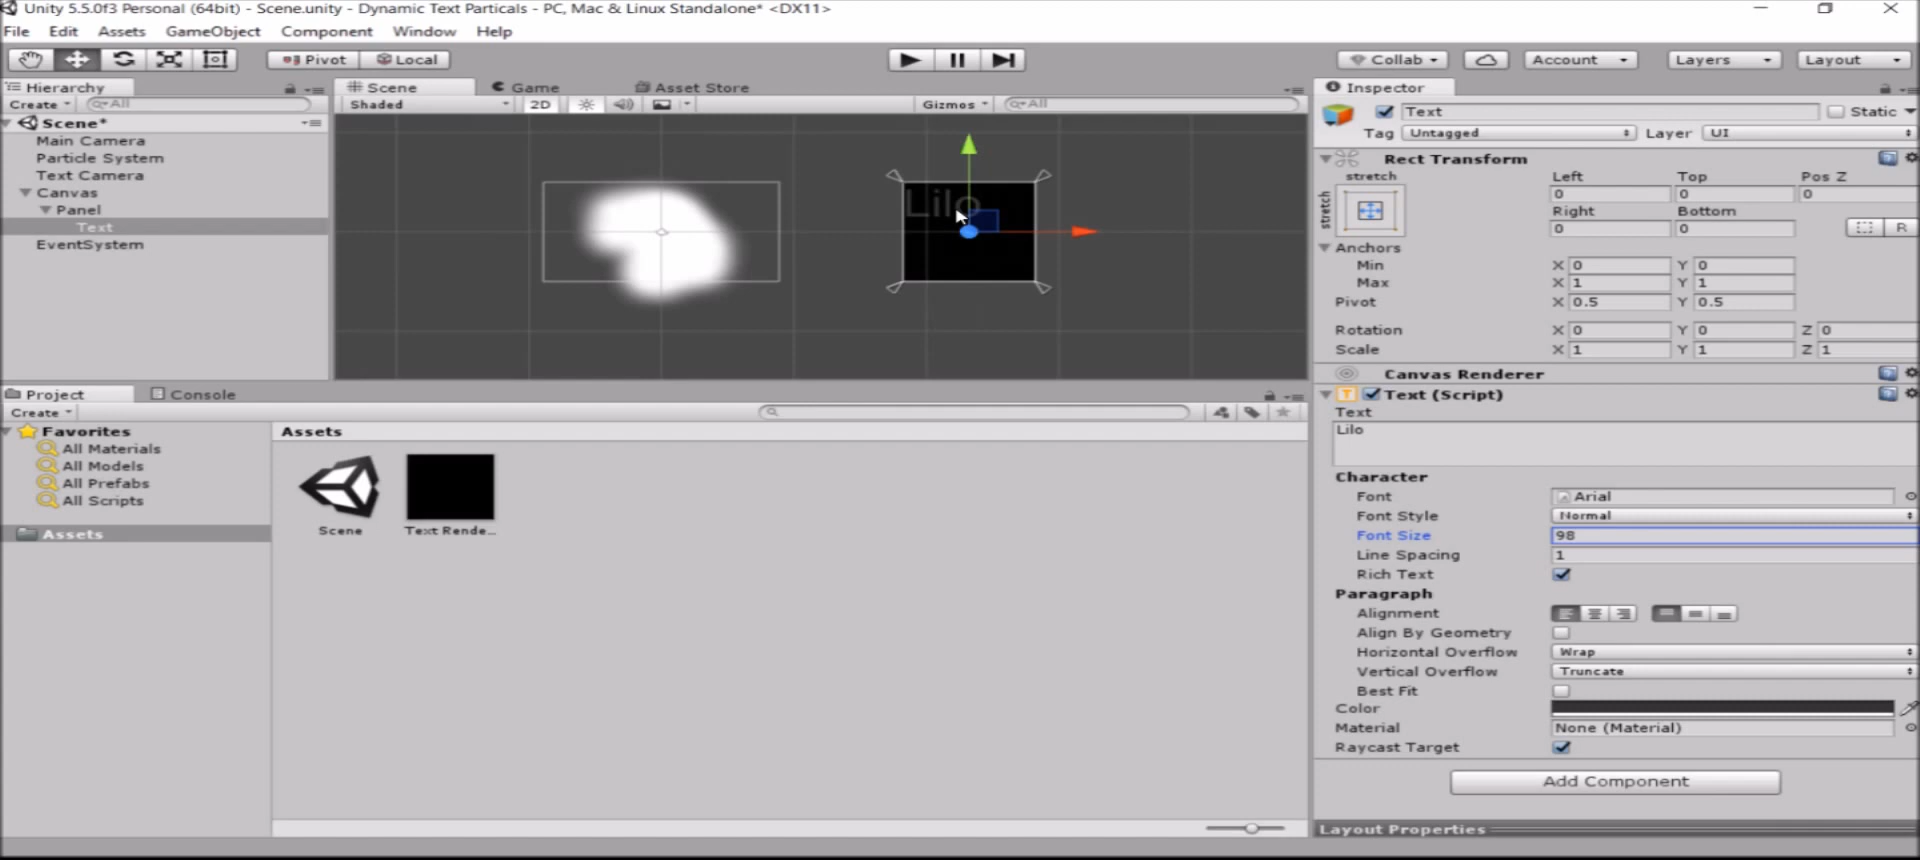 Unity 5.5.0f3 Personal (64bit) - Scene.unity - Dynamic Text Particals - PC, Mac & Linux Standalone* <DX11>
File Edit Assets GameObject Component Window Help
Pivot Local Collab Account Layers Layout
Hierarchy Scene Game Asset Store Inspector
Create All Shaded 2D Gizmos All Text Static
Scene*
Tag Untagged Layer UI
Main Camera
Particle System
Text Camera
Canvas
Panel
Text
EventSystem
Lilo
Rect Transform
stretch Left Top Pos Z
stretch 0 0 0
Right Bottom
0 0 R
Anchors
Min X 0 Y 0
Max X 1 Y 1
Pivot X 0.5 Y 0.5
Rotation X 0 Y 0 Z 0
Scale X 1 Y 1 Z 1
Canvas Renderer
Text (Script)
Text
Lilo
Character
Font Arial
Font Style Normal
Font Size 98
Line Spacing 1
Rich Text
Paragraph
Alignment
Align By Geometry
Horizontal Overflow Wrap
Vertical Overflow Truncate
Best Fit
Color
Material None (Material)
Raycast Target
Add Component
Layout Properties
Project Console
Create
Favorites
All Materials
All Models
All Prefabs
All Scripts
Assets
Assets
Scene Text Rende...